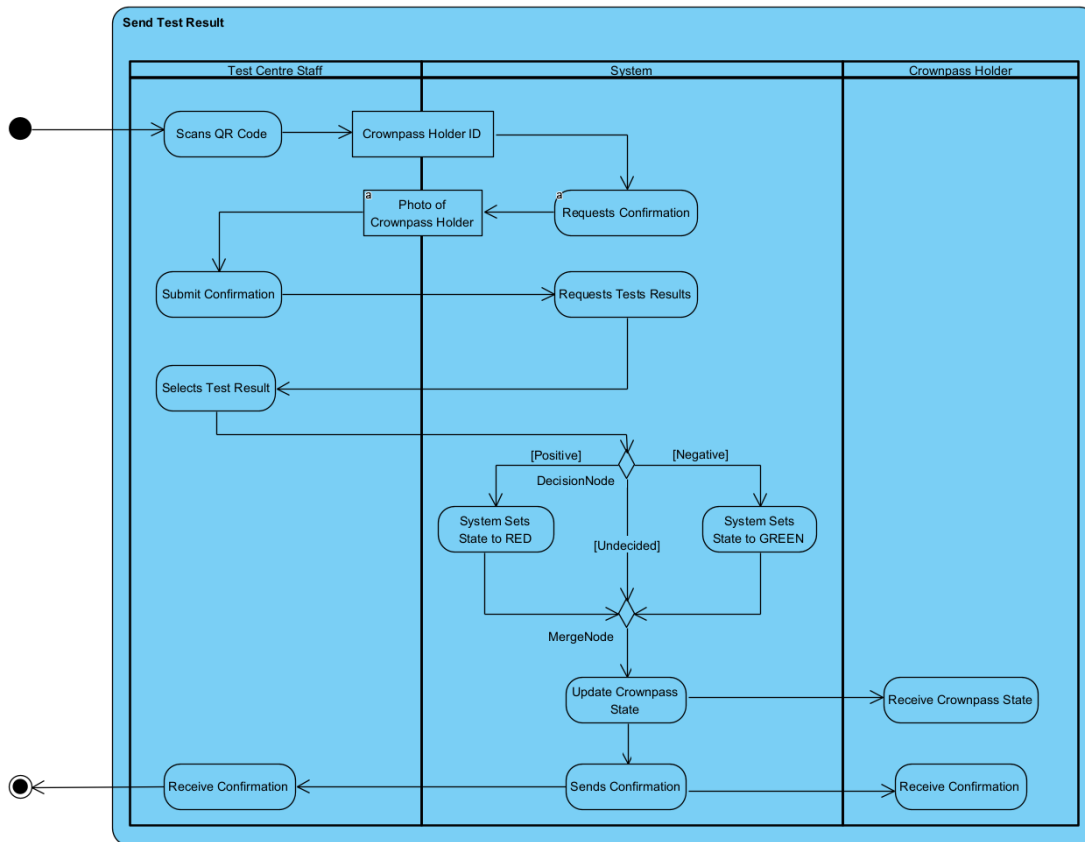 Send Test Result
Test Centre Staff
System
Crownpass Holder
Scans QR Code
Crownpass Holder ID
a
Photo of
Crownpass Holder
a
Requests Confirmation
Submit Confirmation
Requests Tests Results
Selects Test Result
[Positive]
[Negative]
DecisionNode
System Sets
State to RED
[Undecided]
System Sets
State to GREEN
MergeNode
Update Crownpass
State
Receive Crownpass State
Receive Confirmation
Sends Confirmation
Receive Confirmation